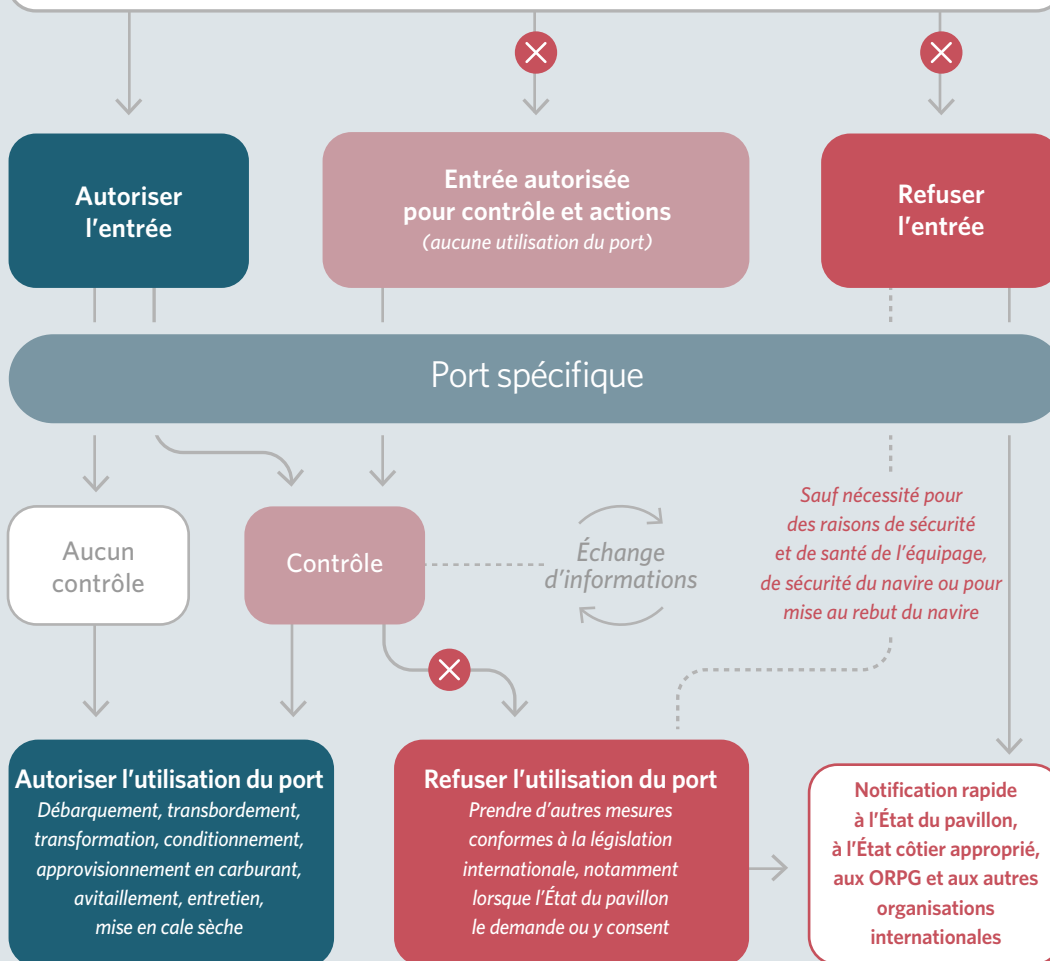 Autoriser
l'entrée
Entrée autorisée
pour contrôle et actions
(aucune utilisation du port)
Refuser
l'entrée
Port spécifique
Aucun
contrôle
Contrôle
Échange
d'informations
Sauf nécessité pour
des raisons de sécurité
et de santé de l'équipage,
de sécurité du navire ou pour
mise au rebut du navire
Autoriser l'utilisation du port
Débarquement, transbordement,
transformation, conditionnement,
approvisionnement en carburant,
avitaillement, entretien,
mise en cale sèche
Refuser l'utilisation du port
Prendre d'autres mesures
conformes à la législation
internationale, notamment
lorsque l'État du pavillon
le demande ou y consent
Notification rapide
à l'État du pavillon,
à l'État côtier approprié,
aux ORPG et aux autres
organisations
internationales